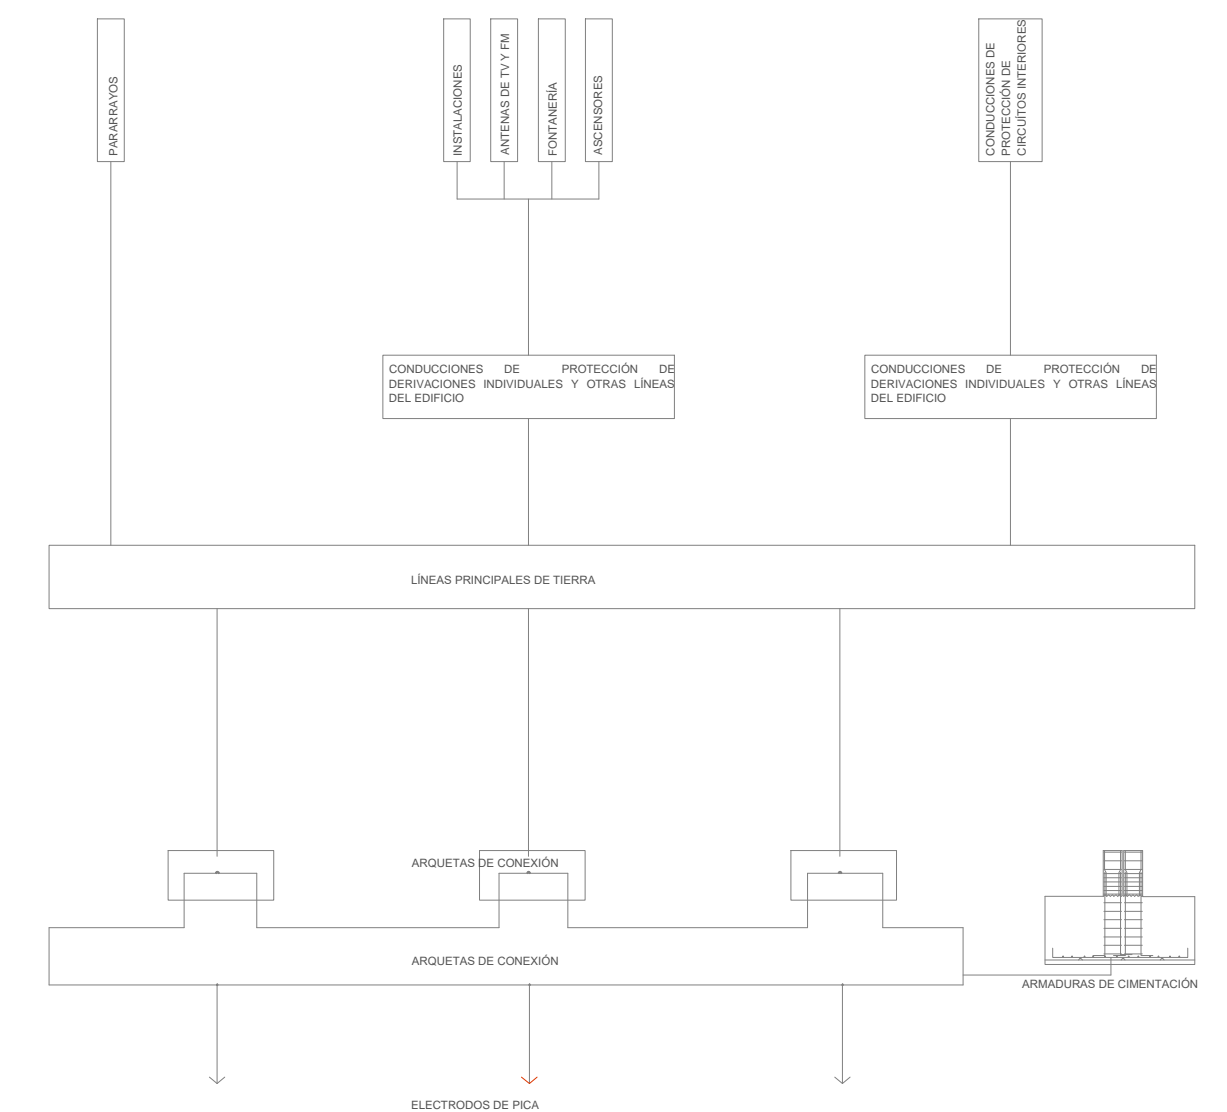 PARARRAYOS
INSTALACIONES
ANTENAS DE TV Y FM
FONTANERÍA
ASCENSORES
CONDUCCIONES DE
PROTECCIÓN DE
CIRCUÍTOS INTERIORES
CONDUCCIONES DE PROTECCIÓN DE
DERIVACIONES INDIVIDUALES Y OTRAS LÍNEAS
DEL EDIFICIO
CONDUCCIONES DE PROTECCIÓN DE
DERIVACIONES INDIVIDUALES Y OTRAS LÍNEAS
DEL EDIFICIO
LÍNEAS PRINCIPALES DE TIERRA
ARQUETAS DE CONEXIÓN
ARQUETAS DE CONEXIÓN
ARMADURAS DE CIMENTACIÓN
ELECTRODOS DE PICA